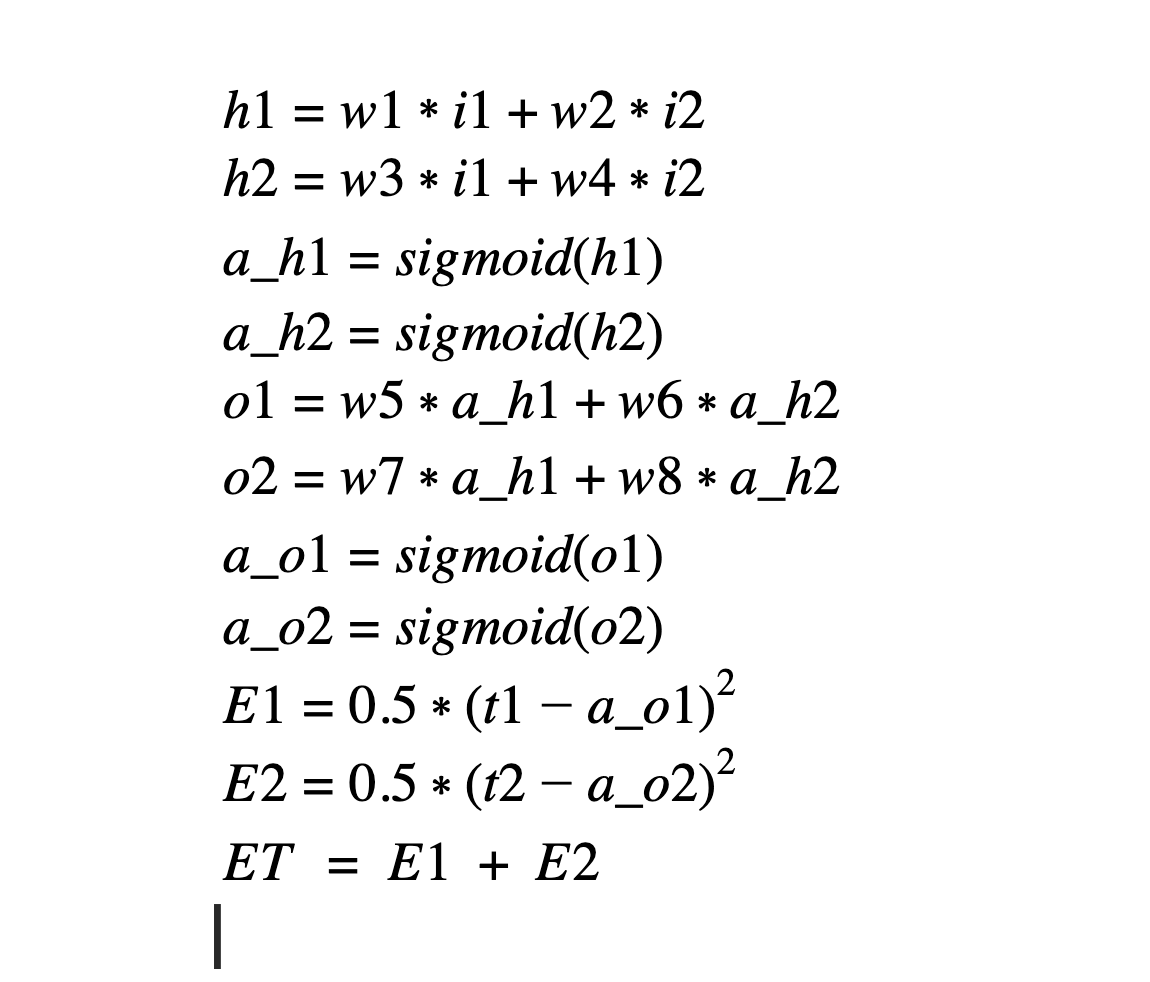 h1 = w1 * i1 + w2 * i2
h2 = w3 * i1 + w4 * i2
a_h1 = sigmoid(h1)
a_h2 = sigmoid(h2)
o1 = w5 * a_h1 + w6 * a_h2
o2 = w7 * a_h1 + w8 * a_h2
a_o1 = sigmoid(o1)
a_o2 = sigmoid(o2)
E1 = 0.5 * (t1 − a_o1)²
E2 = 0.5 * (t2 − a_o2)²
ET = E1 + E2